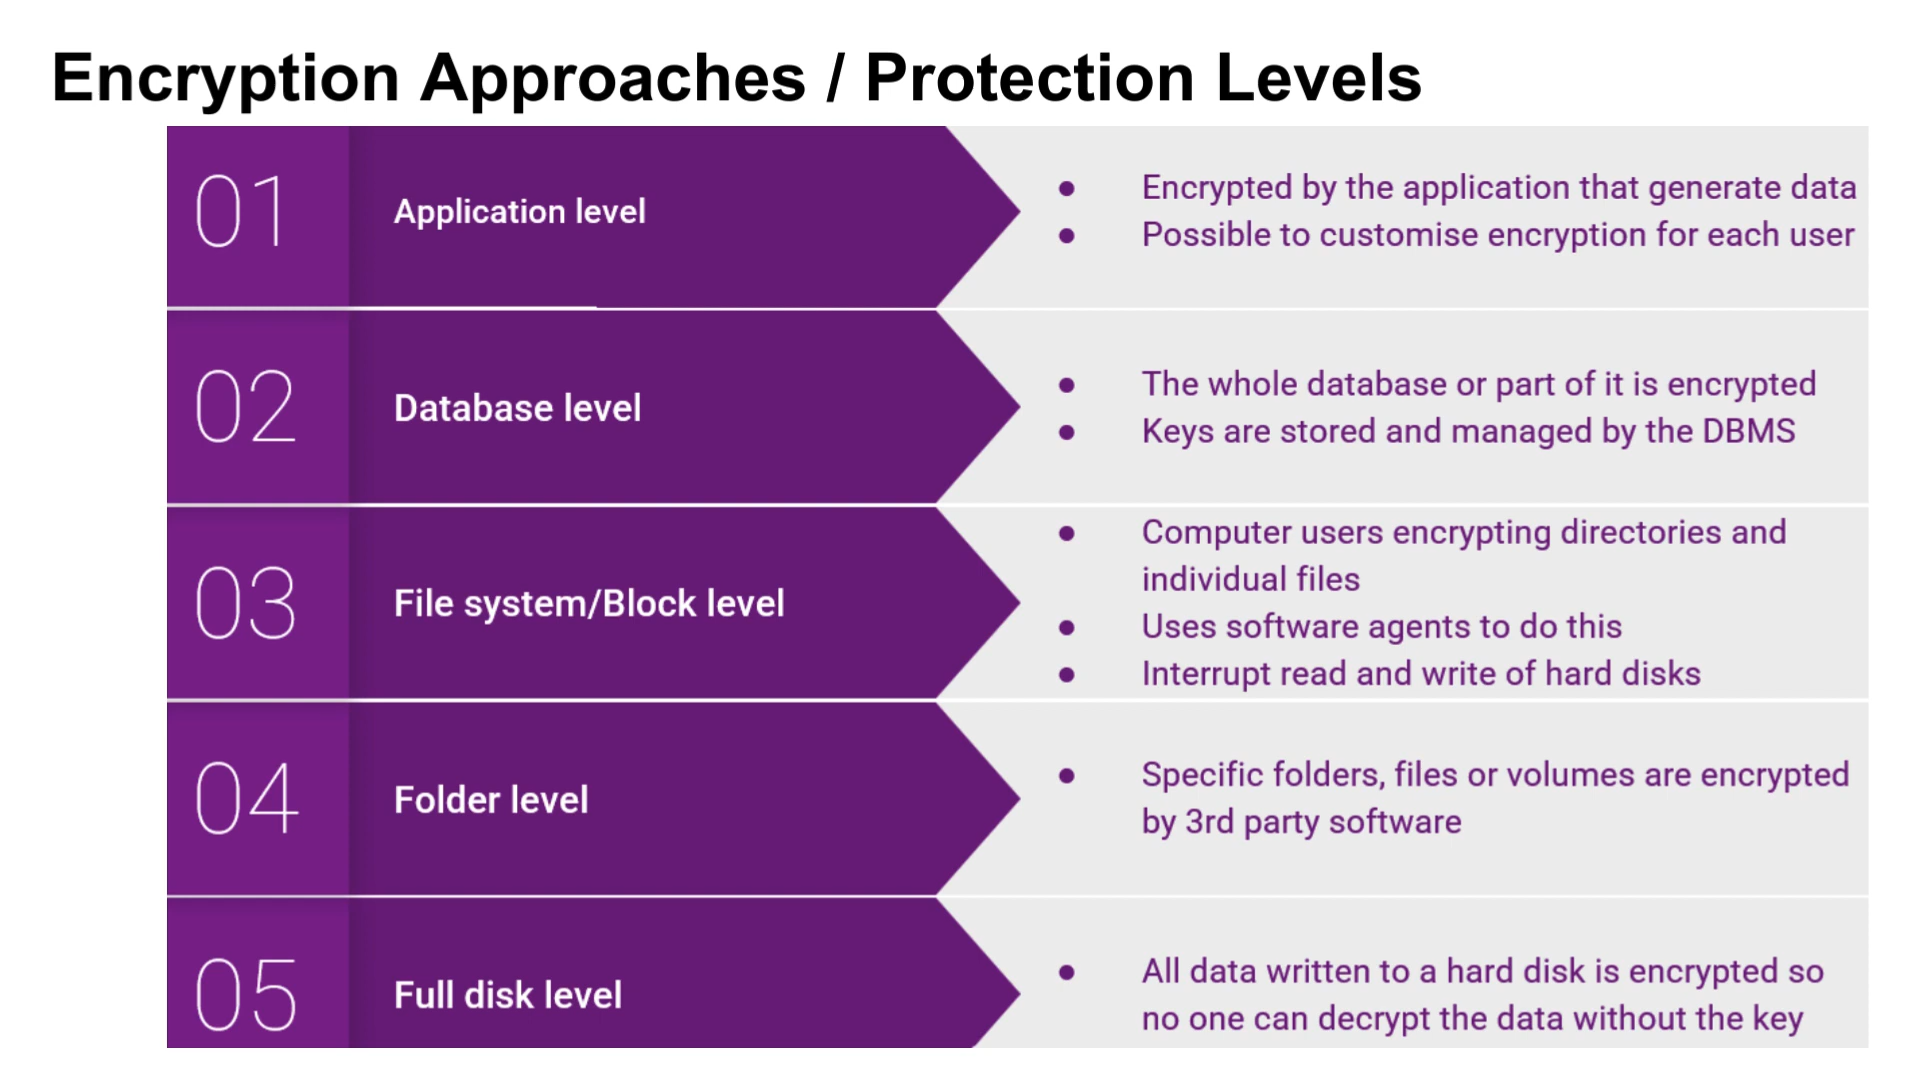 Encryption Approaches / Protection Levels
01
Application level
● Encrypted by the application that generate data
● Possible to customise encryption for each user
02
Database level
● The whole database or part of it is encrypted
● Keys are stored and managed by the DBMS
03
File system/Block level
● Computer users encrypting directories and
individual files
● Uses software agents to do this
● Interrupt read and write of hard disks
04
Folder level
● Specific folders, files or volumes are encrypted
by 3rd party software
05
Full disk level
● All data written to a hard disk is encrypted so
no one can decrypt the data without the key